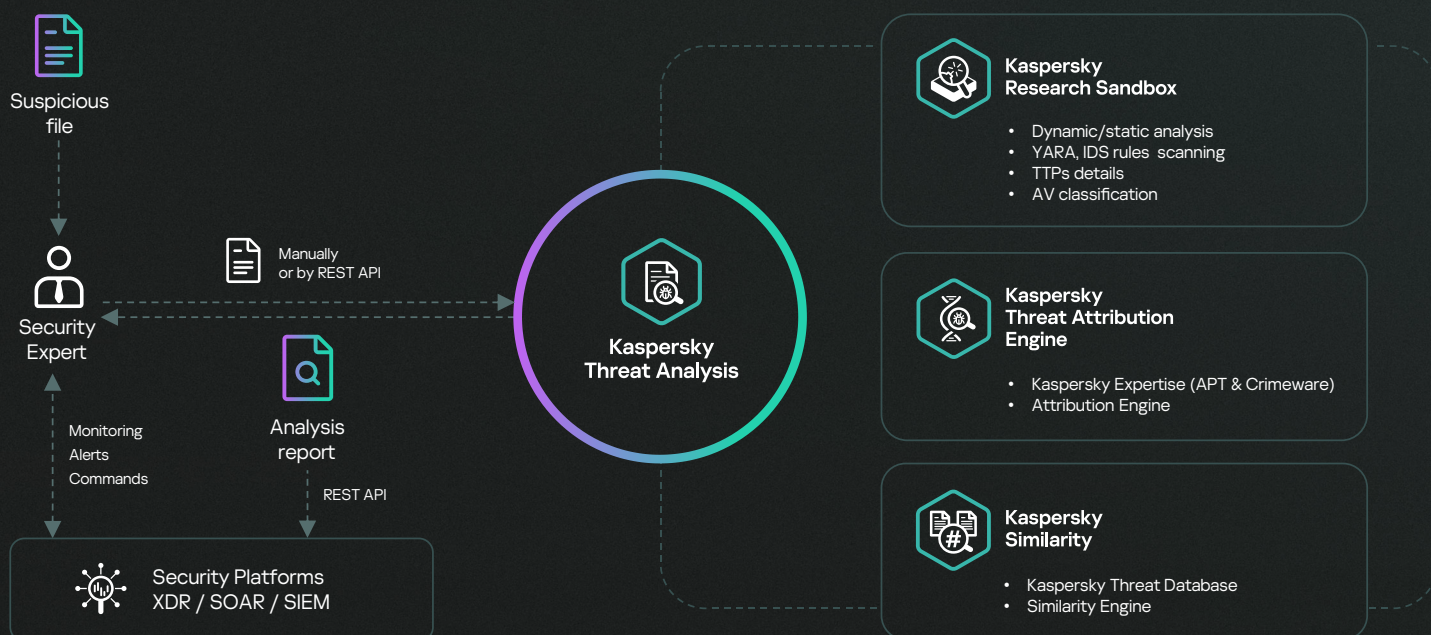 Suspicious
file
Security
Expert
Manually
or by REST API
Analysis
report
REST API
Monitoring
Alerts
Commands
Security Platforms
XDR / SOAR / SIEM
Kaspersky
Threat Analysis
Kaspersky
Research Sandbox
• Dynamic/static analysis
• YARA, IDS rules  scanning
• TTPs details
• AV classification
Kaspersky
Threat Attribution
Engine
• Kaspersky Expertise (APT & Crimeware)
• Attribution Engine
#
Kaspersky
Similarity
• Kaspersky Threat Database
• Similarity Engine